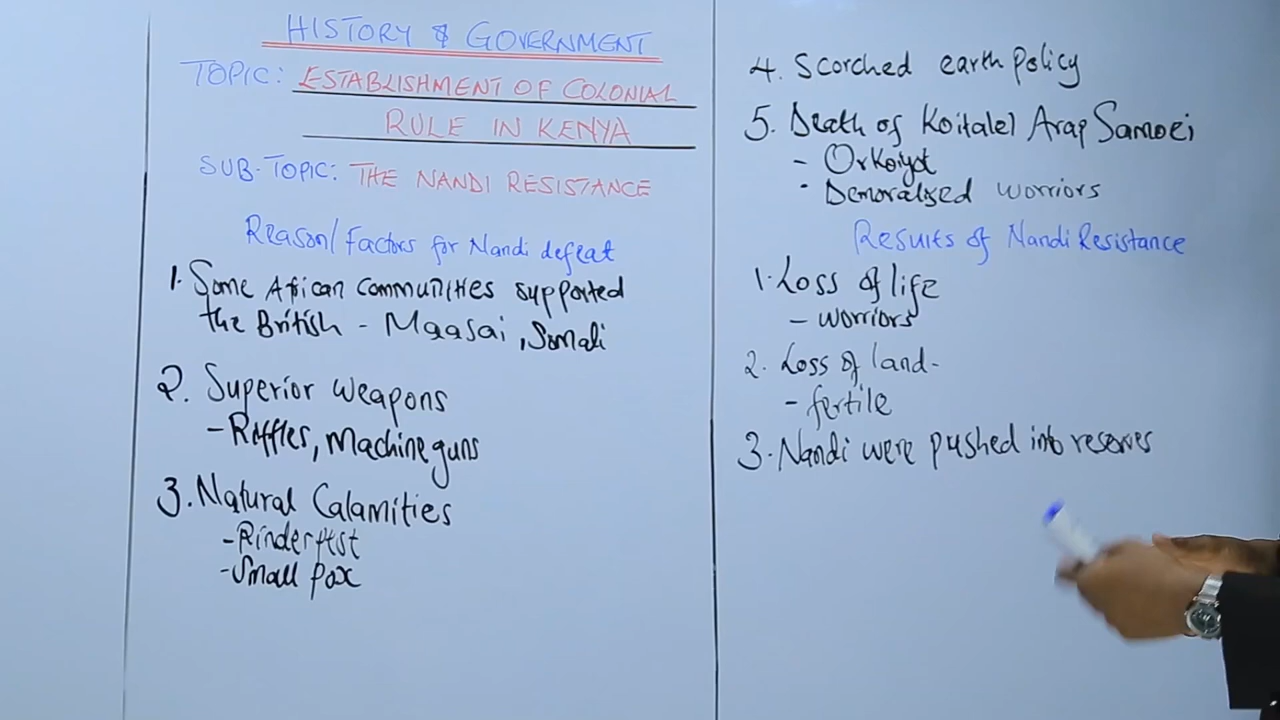 HISTORY & GOVERNMENT
TOPIC: ESTABLISHMENT OF COLONIAL
RULE IN KENYA
SUB-TOPIC: THE NANDI RESISTANCE
Reason/Factors for Nandi defeat
1. Some African communities supported
the British - Maasai, Somali
2. Superior weapons
- Riffles, Machine guns
3. Natural Calamities
- Rinderpest
- Small pox
4. Scorched earth policy
5. Death of Koitalel Arap Samoei
- Orkoiyot
- Demoralized worriors
Results of Nandi Resistance
1. Loss of life
- worriors
2. Loss of land-
- fertile
3. Nandi were pushed into reserves